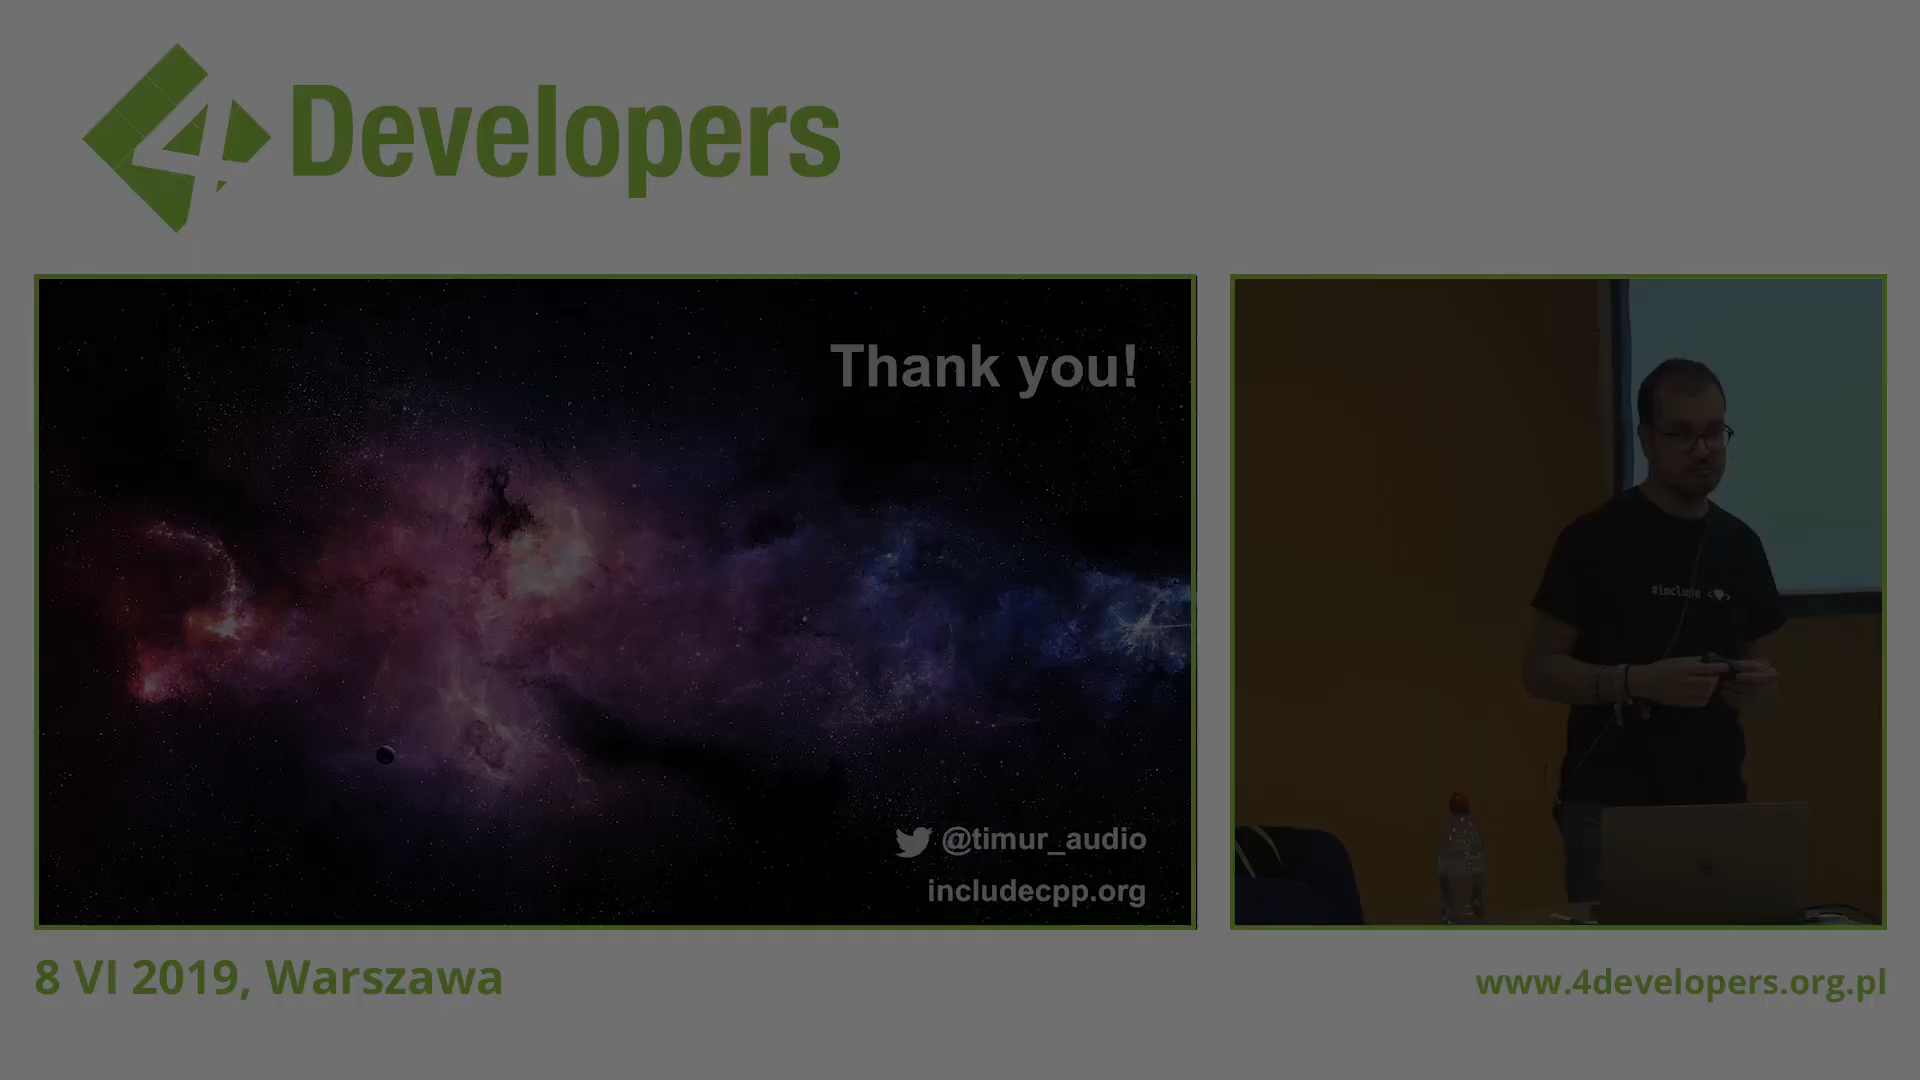 4Developers
Thank you!
@timur_audio
includecpp.org
#include < >
8 VI 2019, Warszawa
www.4developers.org.pl